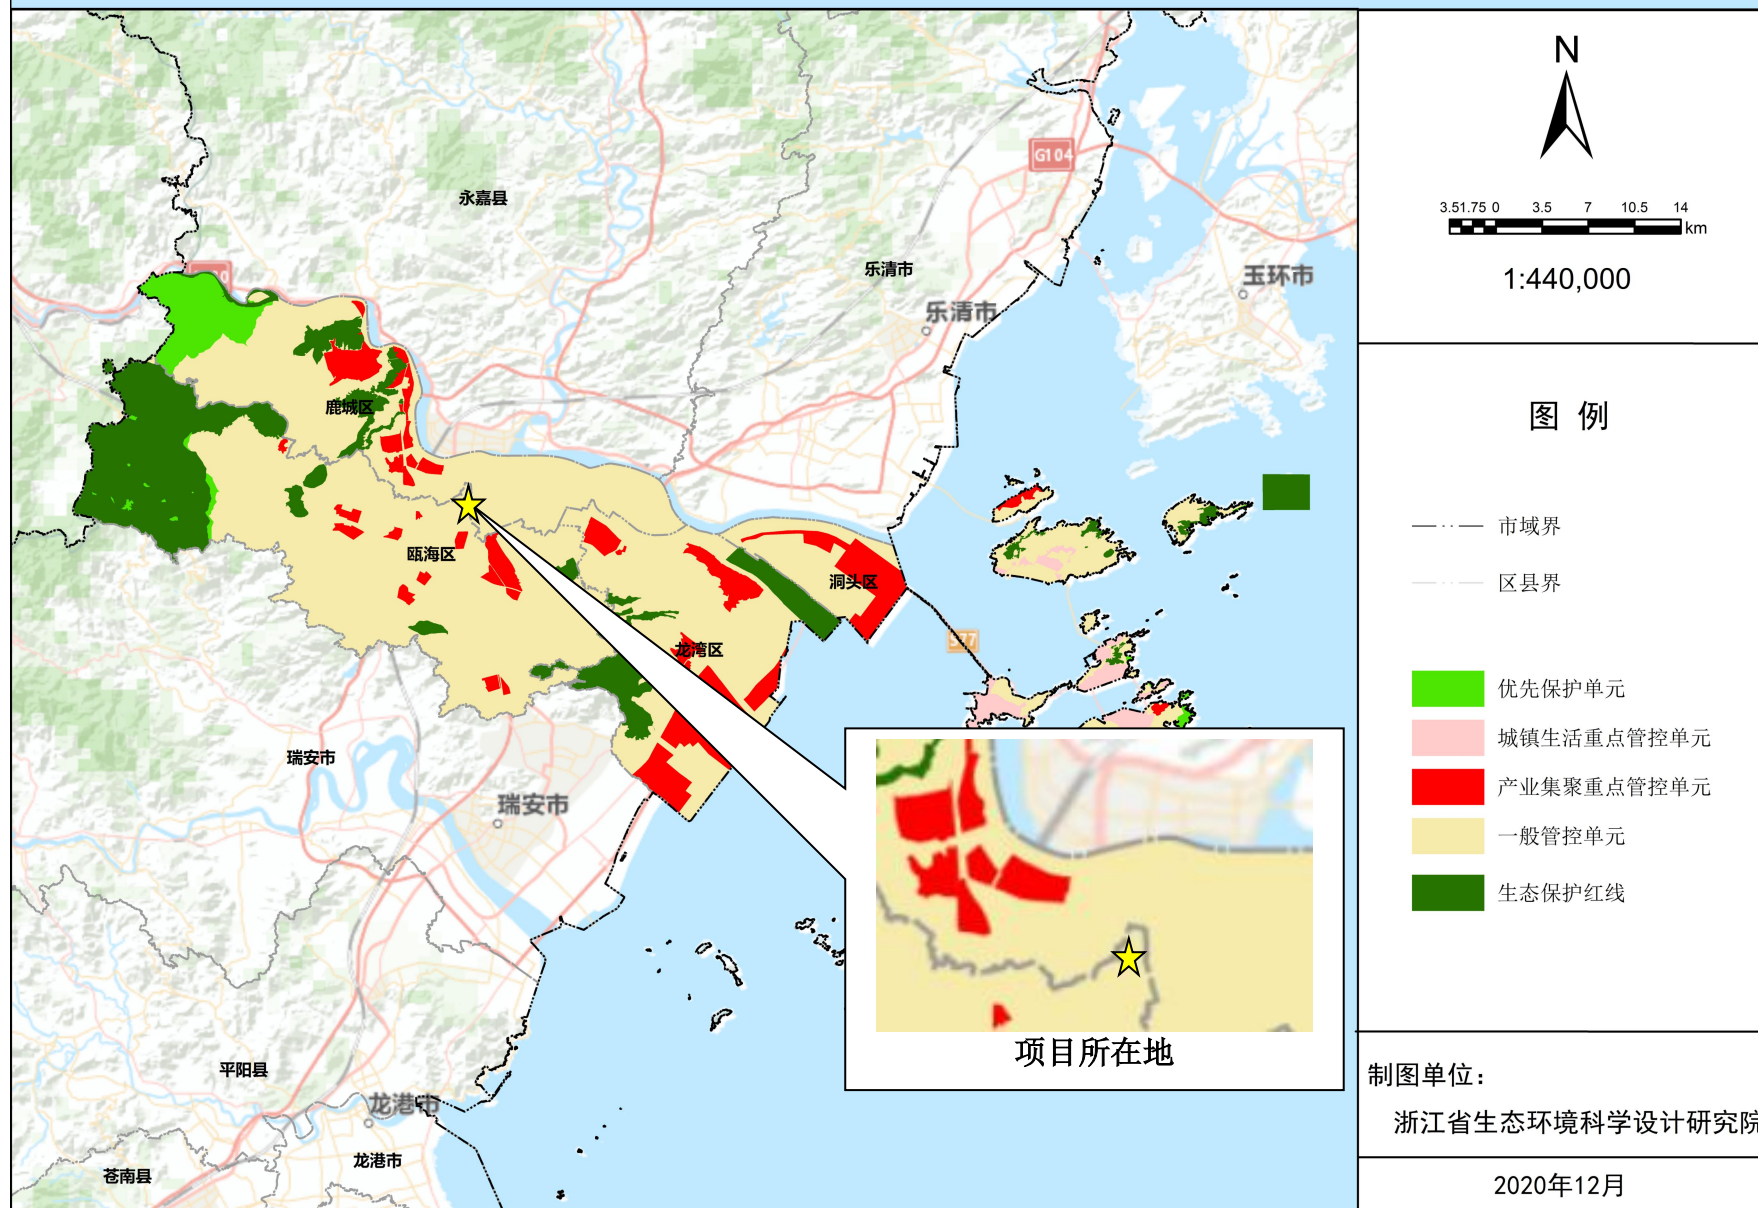 N
3.51.75 0 3.5 7 10.5 14
km
1:440,000
图 例
市域界
区县界
优先保护单元
城镇生活重点管控单元
产业集聚重点管控单元
一般管控单元
生态保护红线
制图单位：
浙江省生态环境科学设计研究院
2020年12月
G104
永嘉县
乐清市
玉环市
乐清市
鹿城区
瓯海区
洞头区
S77
龙湾区
瑞安市
瑞安市
项目所在地
平阳县
龙港市
龙港市
苍南县